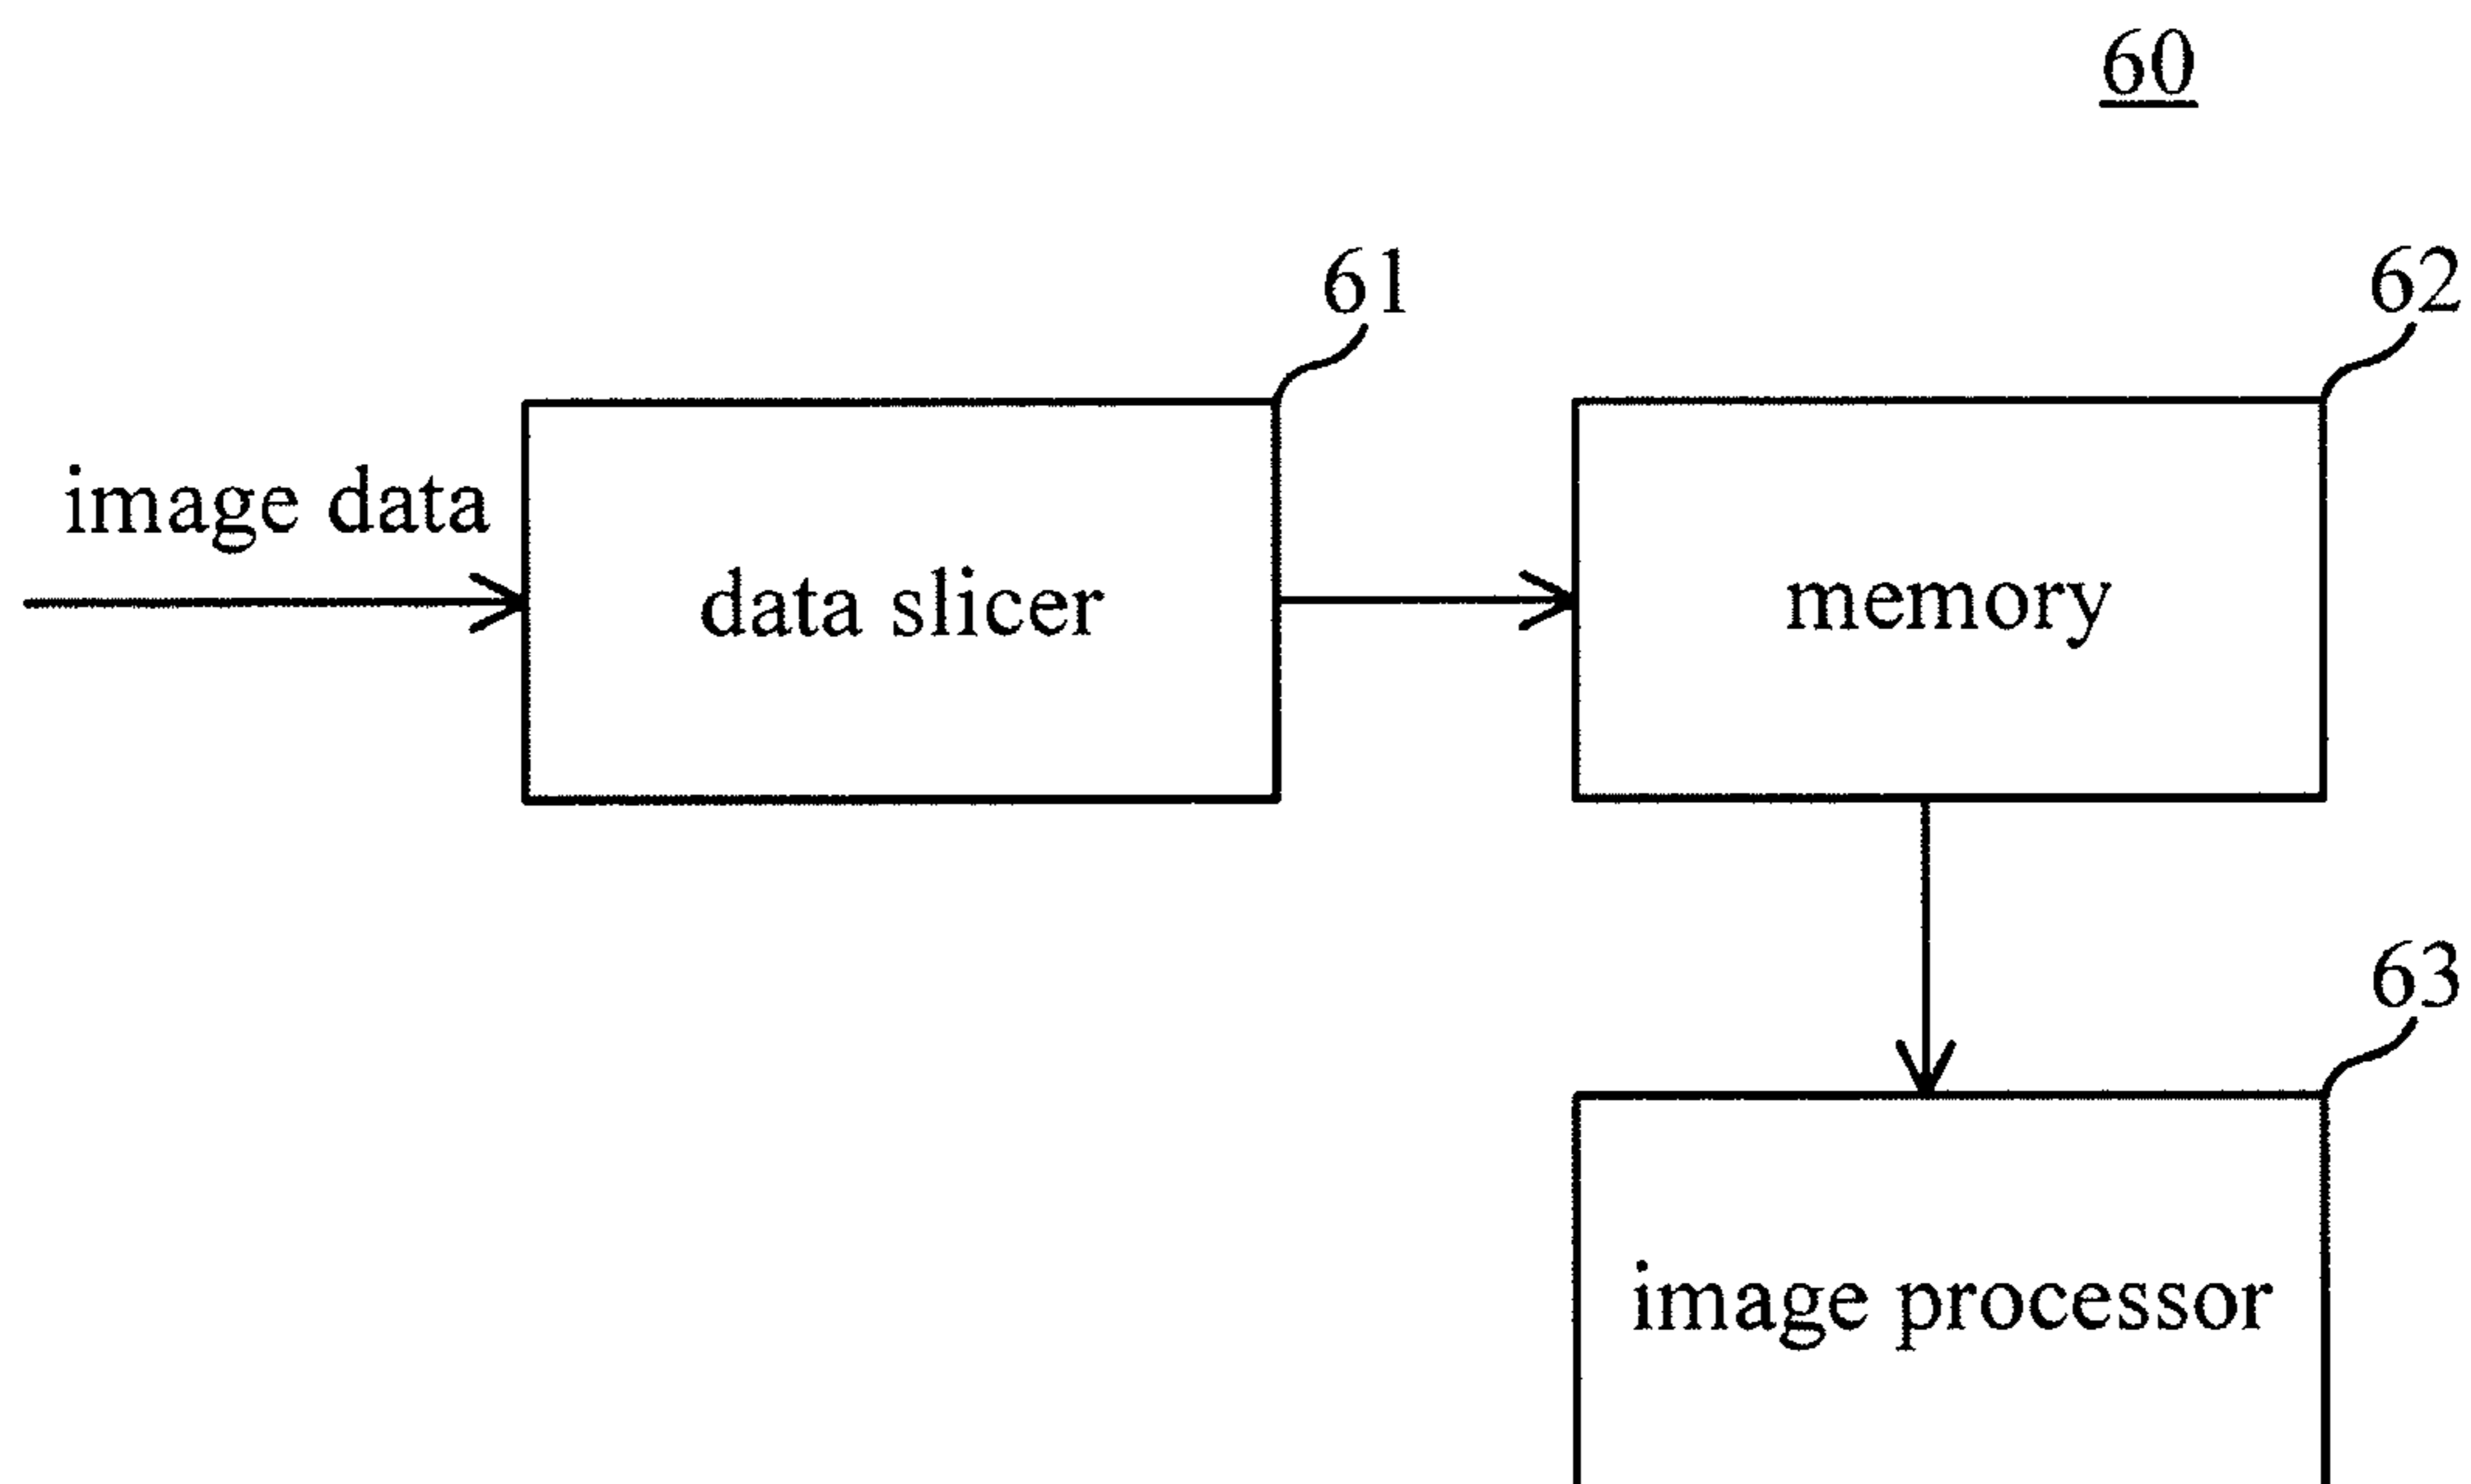 60
61
62
image data
data slicer
memory
63
image processor